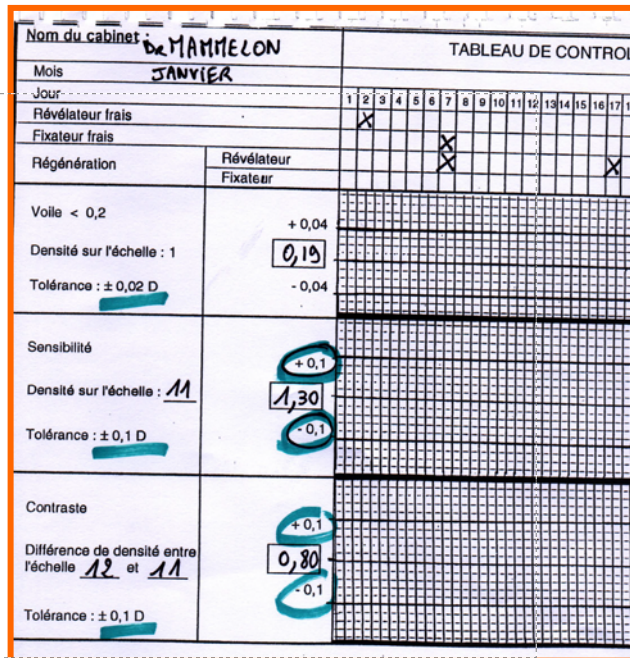 Nom du cabinet : Dr MAMMELON
TABLEAU DE CONTROL
Mois JANVIER
Jour 1 2 3 4 5 6 7 8 9 10 11 12 13 14 15 16 17 1
Révélateur frais X
Fixateur frais X
Régénération Révélateur X X
Fixateur
Voile < 0,2
+ 0,04
Densité sur l'échelle : 1 0,19
Tolérance : ± 0,02 D - 0,04
Sensibilité
+ 0,1
Densité sur l'échelle : 11 1,30
Tolérance : ± 0,1 D - 0,1
Contraste
+ 0,1
Différence de densité entre
l'échelle 12 et 11 0,80
- 0,1
Tolérance : ± 0,1 D